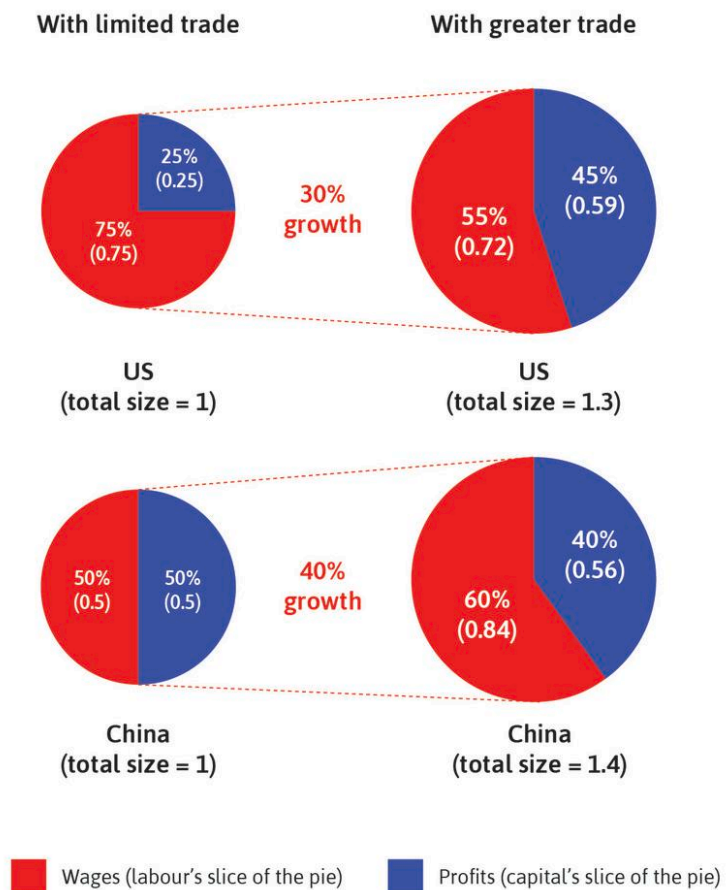 With limited trade
With greater trade
25%
(0.25)
75%
(0.75)
30%
growth
45%
(0.59)
55%
(0.72)
US
(total size = 1)
US
(total size = 1.3)
50%
(0.5)
50%
(0.5)
40%
growth
40%
(0.56)
60%
(0.84)
China
(total size = 1)
China
(total size = 1.4)
Wages (labour's slice of the pie)
Profits (capital's slice of the pie)